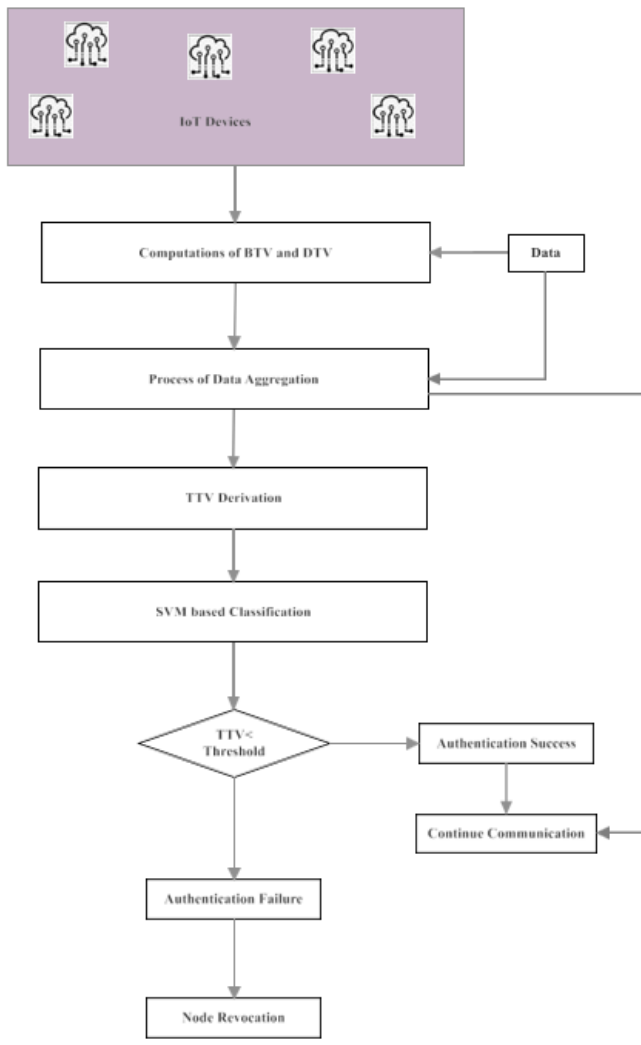 IoT Devices
Computations of BTV and DTV
Data
Process of Data Aggregation
TTV Derivation
SVM based Classification
TTV<
Threshold
Authentication Success
Continue Communication
Authentication Failure
Node Revocation